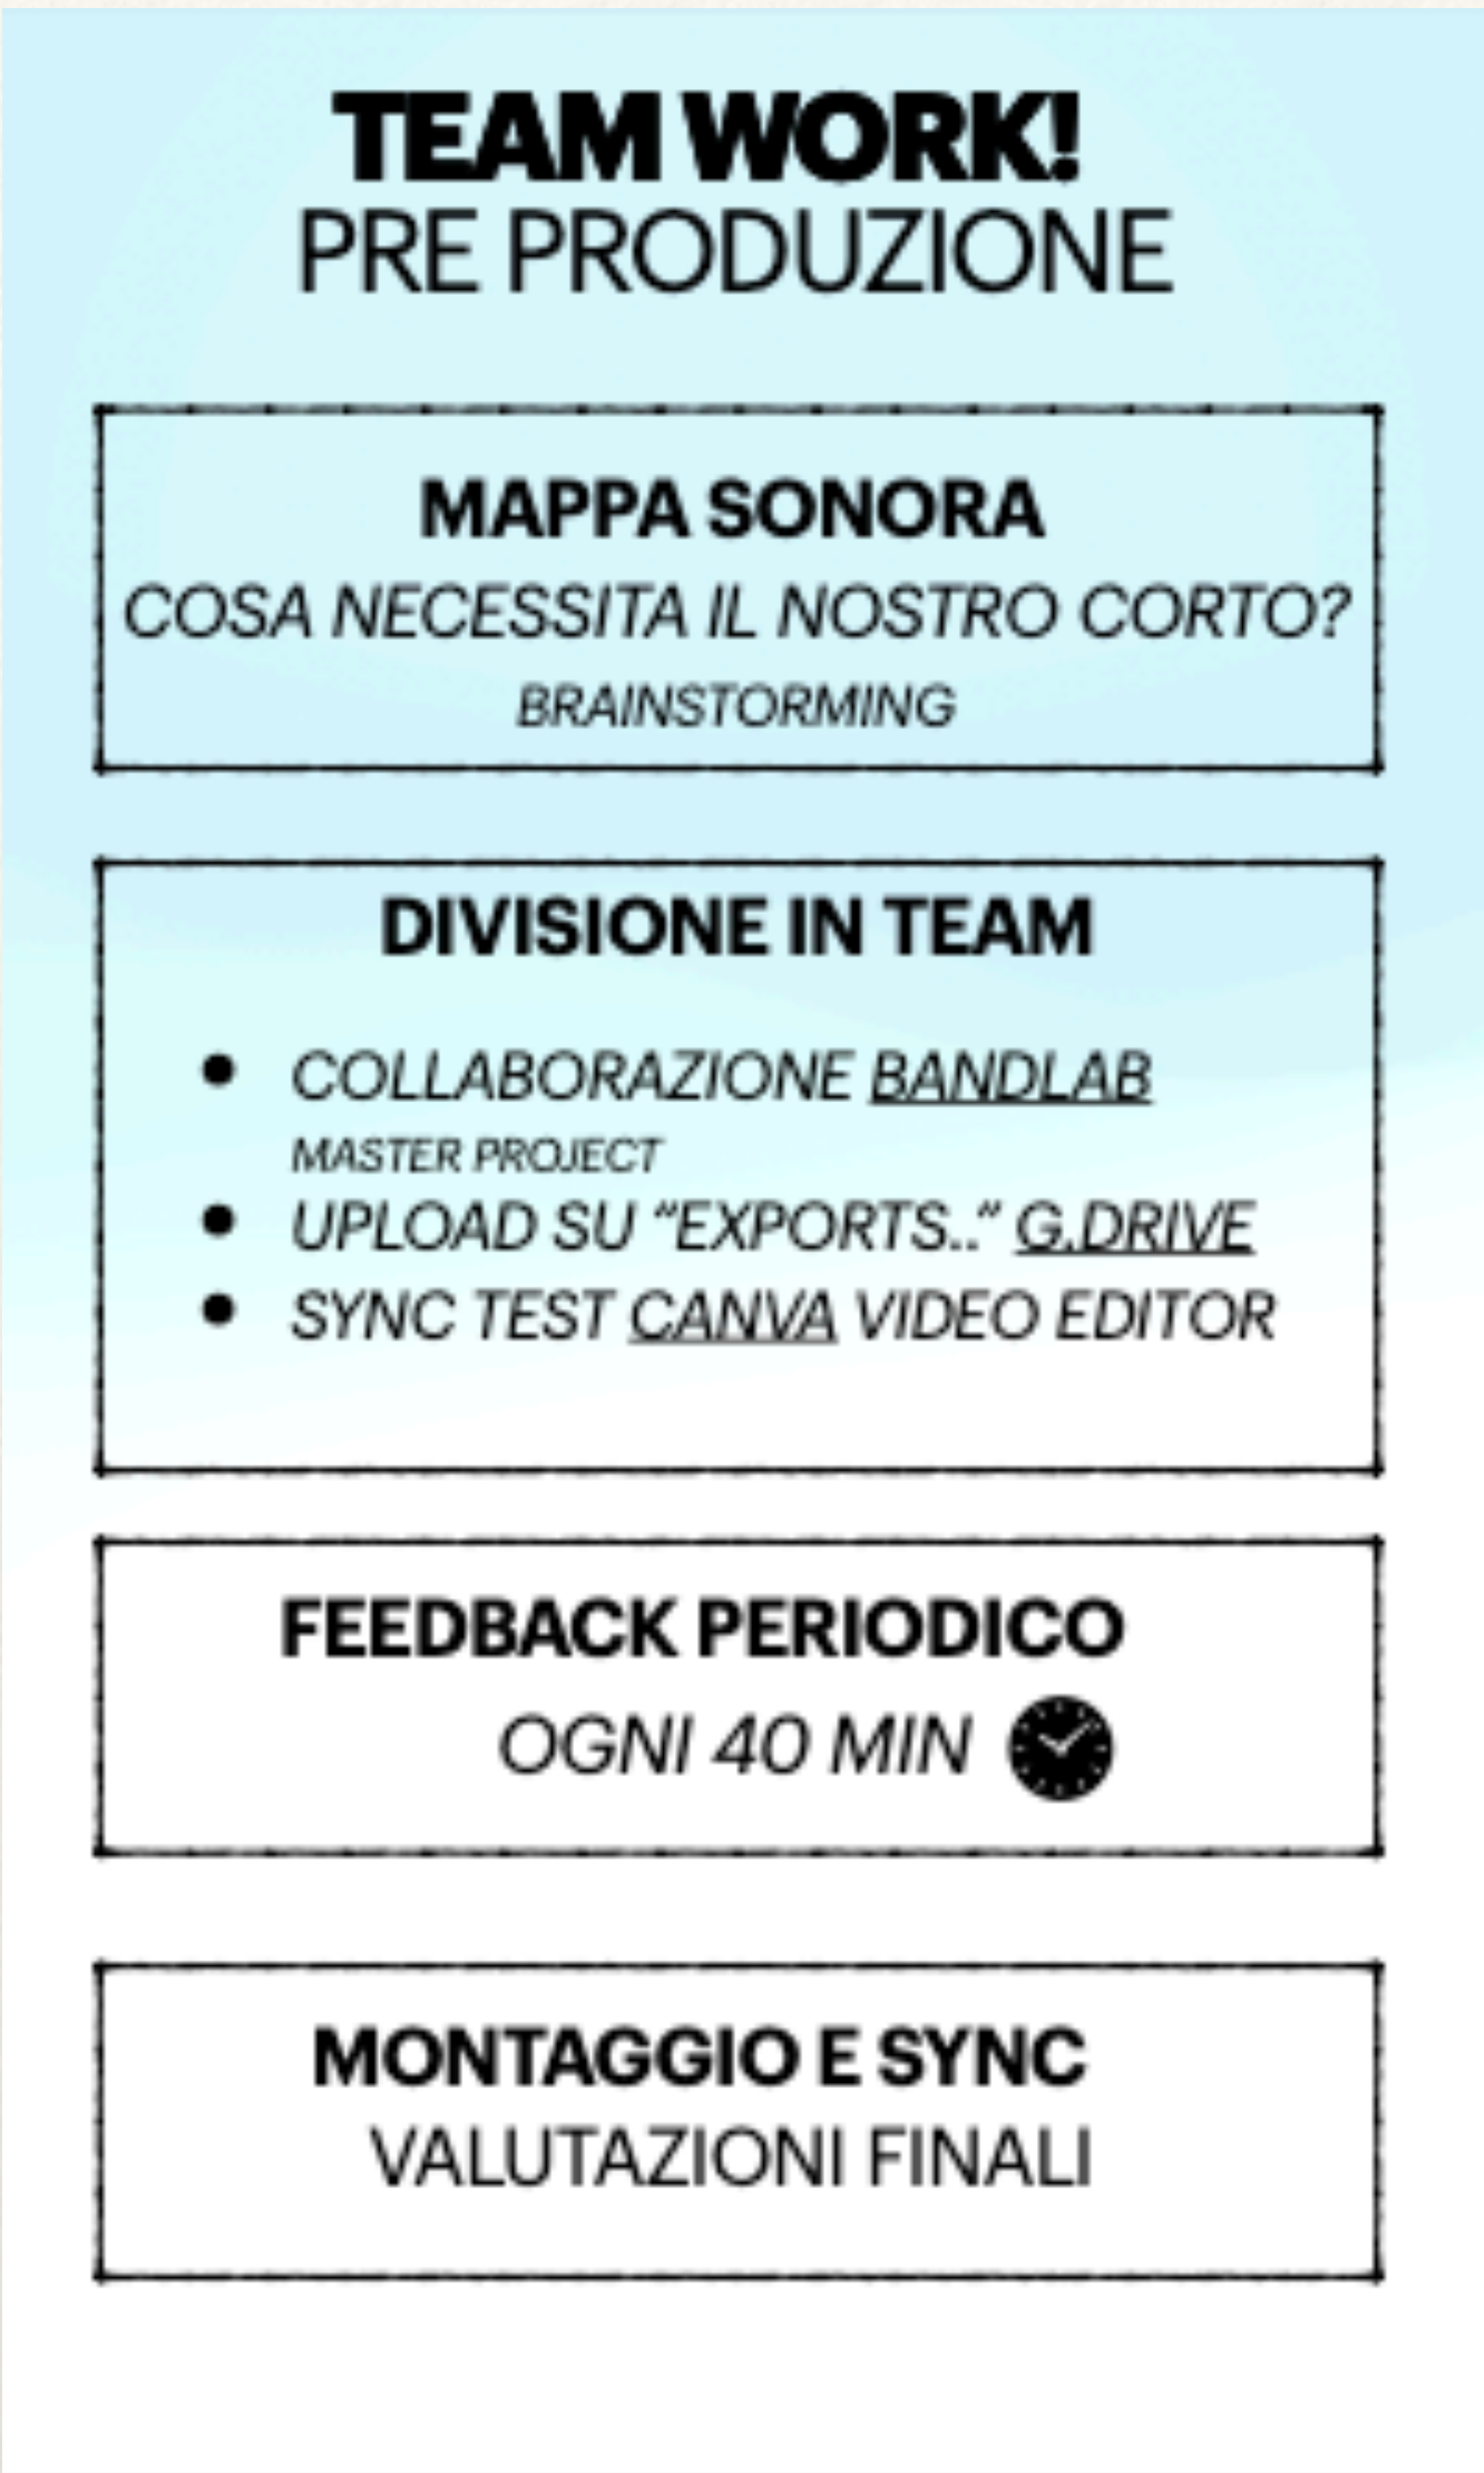 TEAM WORK!
PRE PRODUZIONE
MAPPA SONORA
COSA NECESSITA IL NOSTRO CORTO?
BRAINSTORMING
DIVISIONE IN TEAM
• COLLABORAZIONE BANDLAB
MASTER PROJECT
• UPLOAD SU “EXPORTS..” G.DRIVE
• SYNC TEST CANVA VIDEO EDITOR
FEEDBACK PERIODICO
OGNI 40 MIN
MONTAGGIO E SYNC
VALUTAZIONI FINALI